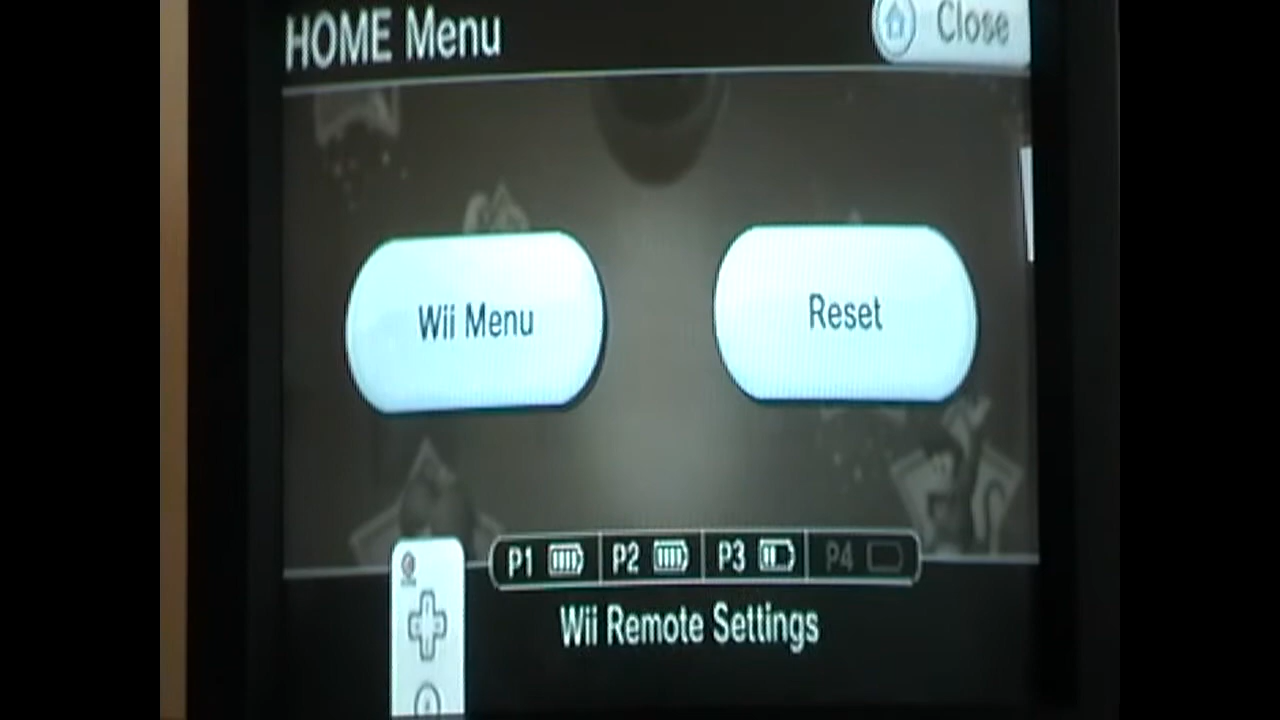 HOME Menu
Close
Wii Menu
Reset
P1 P2 P3 P4
Wii Remote Settings